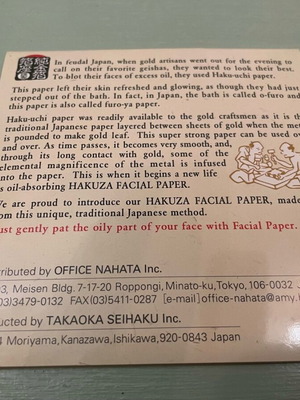 In feudal Japan, when gold artisans went out for the evening to
call on their favorite geishas, they wanted to look their best.
To blot their faces of excess oil, they used Haku-uchi paper.
This paper left their skin refreshed and glowing, as though they had just
stepped out of the bath. In fact, in Japan, the bath is called o-furo and
this paper is also called furo-ya paper.
Haku-uchi paper was readily available to the gold craftsmen as it is th
traditional Japanese paper layered between sheets of gold when the met
is pounded to make gold leaf. This super strong paper can be used ov
and over. As time passes, it becomes very smooth, and,
through its long contact with gold, some of the
elemental magnificence of the metal is infused
into the paper. This is when it begins a new life
s oil-absorbing HAKUZA FACIAL PAPER.
e are proud to introduce our HAKUZA FACIAL PAPER, made
om this unique, traditional Japanese method.
ust gently pat the oily part of your face with Facial Paper.
tributed by OFFICE NAHATA Inc.
3, Meisen Bldg. 7-17-20 Roppongi, Minato-ku, Tokyo, 106-0032 J
03)3479-0132 FAX(03)5411-0287 [e-mail]office-nahata@amy.h
ucted by TAKAOKA SEIHAKU Inc.
4 Moriyama, Kanazawa, Ishikawa, 920-0843 Japan